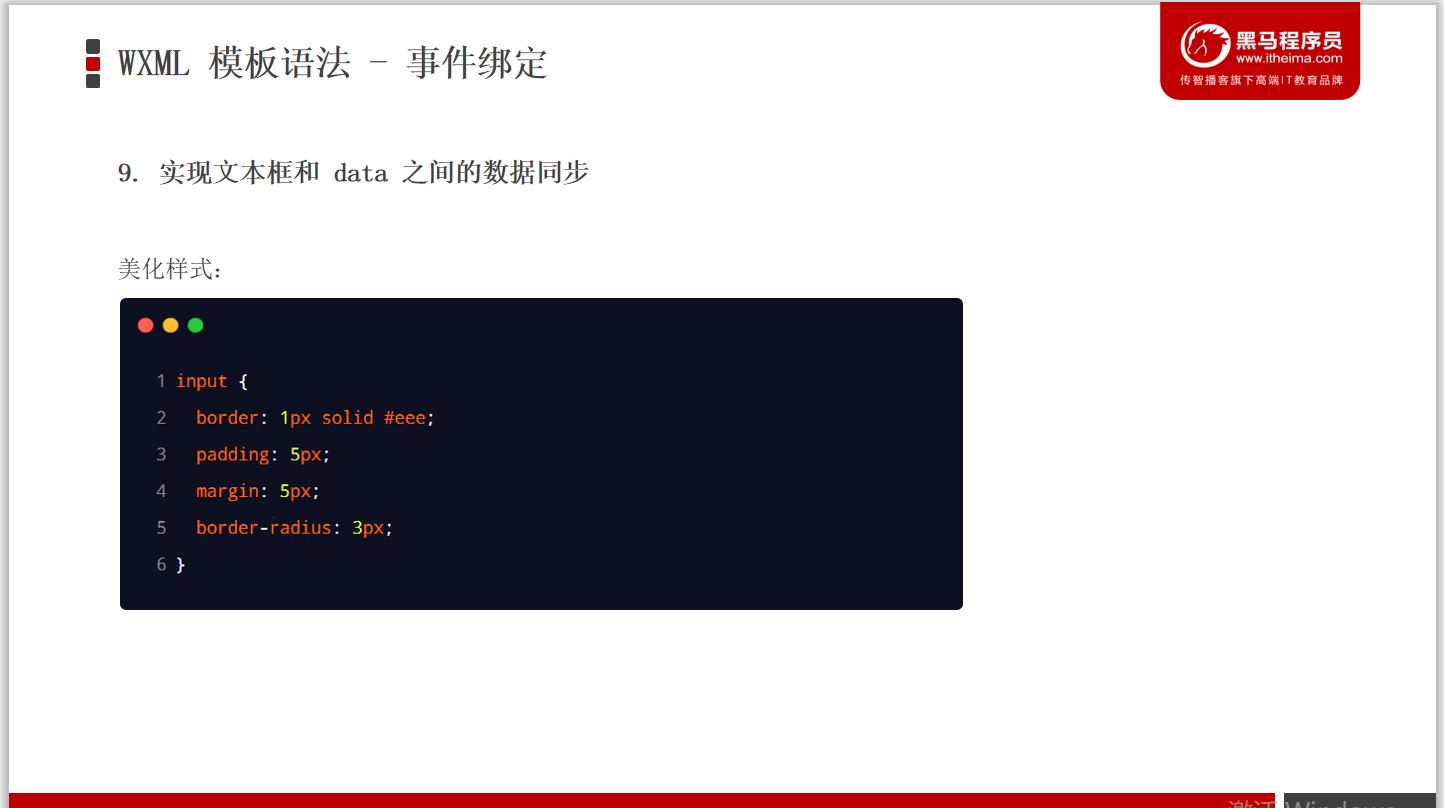 WXML 模板语法 - 事件绑定
黑马程序员
www.itheima.com
传智播客旗下高端IT教育品牌
9. 实现文本框和 data 之间的数据同步
美化样式：
1 input {
2   border: 1px solid #eee;
3   padding: 5px;
4   margin: 5px;
5   border-radius: 3px;
6 }
激活 Windows